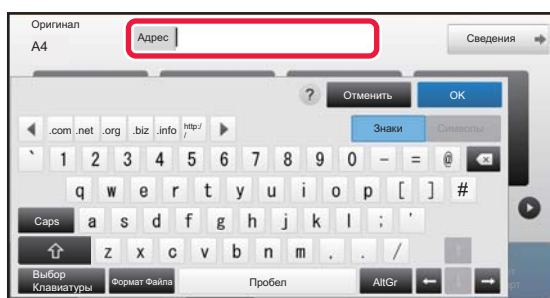 Оригинал
A4
Адрес
Сведения
? Отменить OK
.com .net .org .biz .info http:/
/
Знаки Символы
` 1 2 3 4 5 6 7 8 9 0 - = @
q w e r t y u i o p [ ] #
Caps a s d f g h j k l ; '
z x c v b n m , . /
Выбор
Клавиатуры
Формат Файла Пробел AltGr